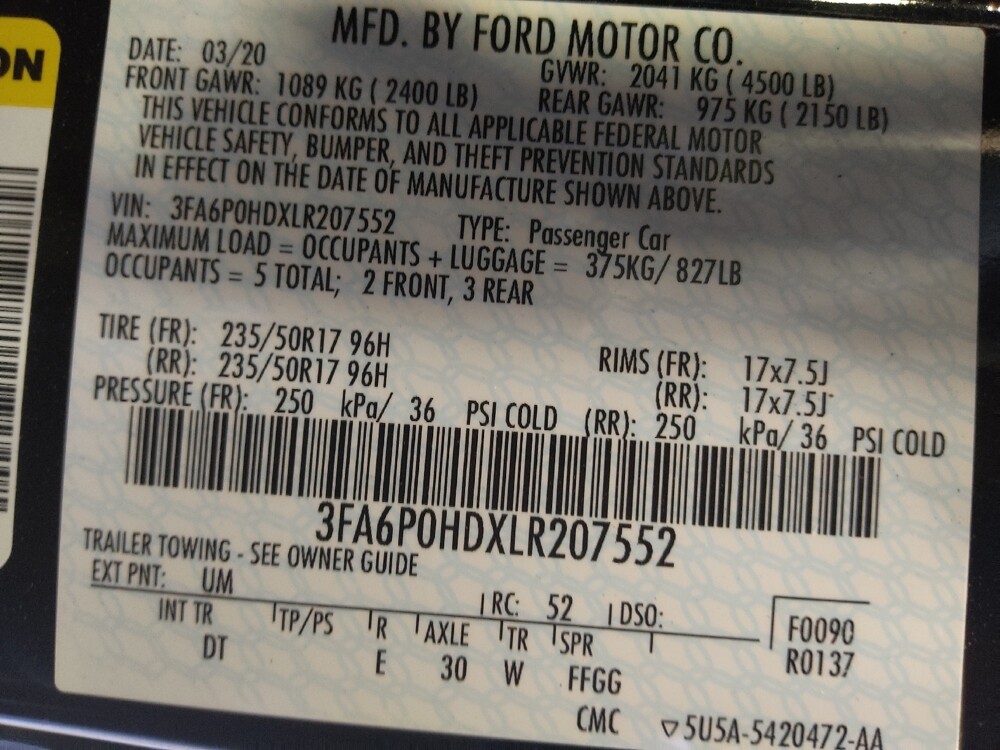 ON
MFD. BY FORD MOTOR CO.
DATE: 03/20 GVWR: 2041 KG ( 4500 LB)
FRONT GAWR: 1089 KG ( 2400 LB) REAR GAWR: 975 KG ( 2150 LB)
THIS VEHICLE CONFORMS TO ALL APPLICABLE FEDERAL MOTOR
VEHICLE SAFETY, BUMPER, AND THEFT PREVENTION STANDARDS
IN EFFECT ON THE DATE OF MANUFACTURE SHOWN ABOVE.
VIN: 3FA6P0HDXLR207552 TYPE: Passenger Car
MAXIMUM LOAD = OCCUPANTS + LUGGAGE = 375KG/ 827LB
OCCUPANTS = 5 TOTAL; 2 FRONT, 3 REAR
TIRE (FR): 235/50R17 96H RIMS (FR): 17x7.5J
(RR): 235/50R17 96H (RR): 17x7.5J
PRESSURE (FR): 250 kPa/ 36 PSI COLD (RR): 250 kPa/ 36 PSI COLD
3FA6P0HDXLR207552
TRAILER TOWING - SEE OWNER GUIDE
EXT PNT: UM RC: 52 DSO:
INT TR TP/PS R AXLE TR SPR F0090
DT E 30 W FFGG R0137
CMC ▽5U5A-5420472-AA